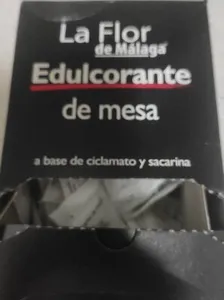 La Flor
de Málaga
Edulcorante
de mesa
a base de ciclamato y sacarina